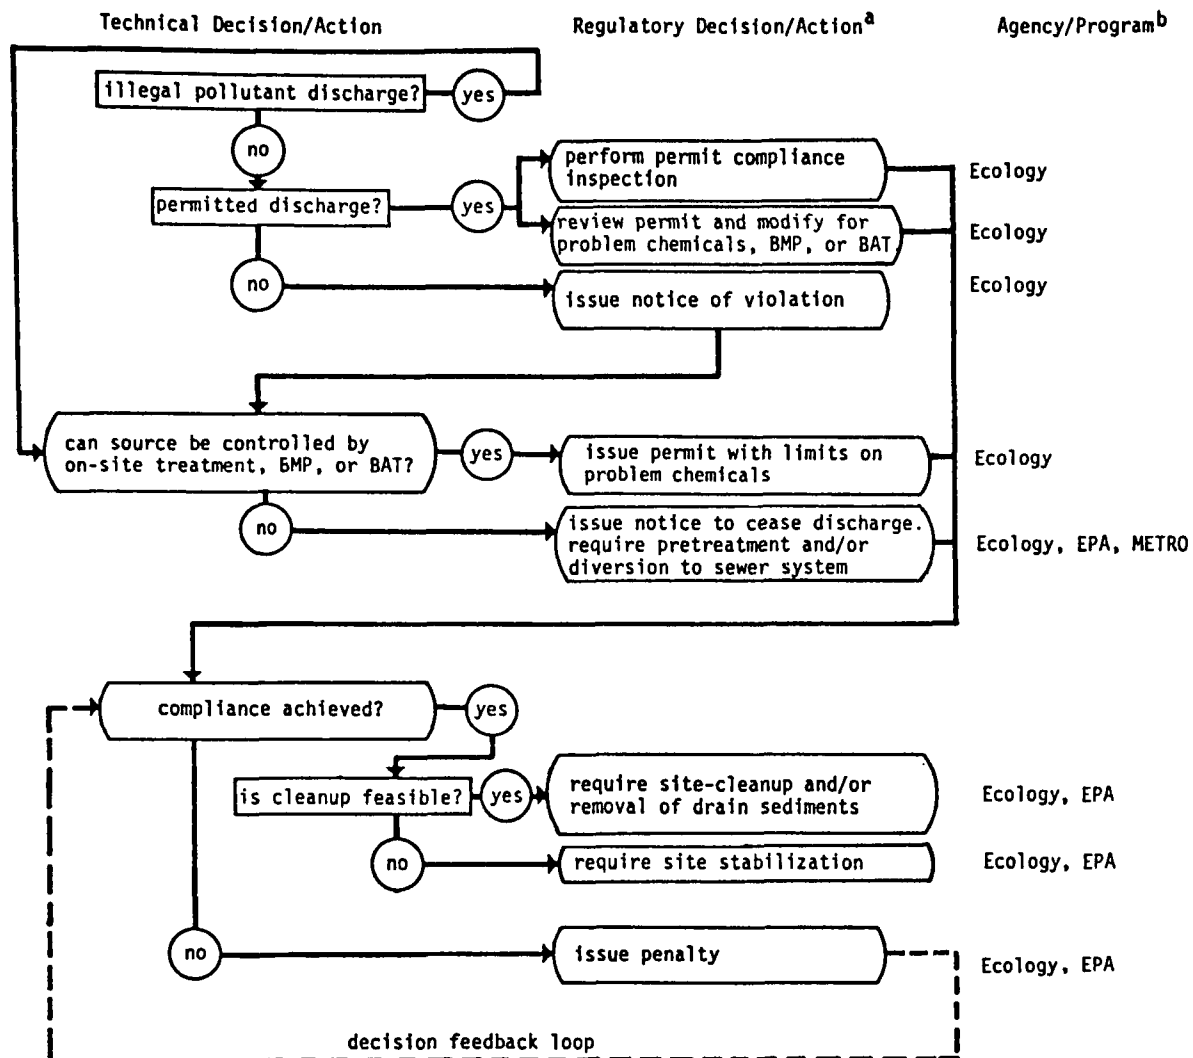 Technical Decision/Action
Regulatory Decision/Actionᵃ
Agency/Programᵇ
illegal pollutant discharge?
yes
no
perform permit compliance
inspection
Ecology
permitted discharge?
yes
review permit and modify for
problem chemicals, BMP, or BAT
Ecology
no
issue notice of violation
Ecology
can source be controlled by
on-site treatment, BMP, or BAT?
yes
issue permit with limits on
problem chemicals
Ecology
no
issue notice to cease discharge.
require pretreatment and/or
diversion to sewer system
Ecology, EPA, METRO
compliance achieved?
yes
is cleanup feasible?
yes
require site-cleanup and/or
removal of drain sediments
Ecology, EPA
no
require site stabilization
Ecology, EPA
no
issue penalty
Ecology, EPA
decision feedback loop